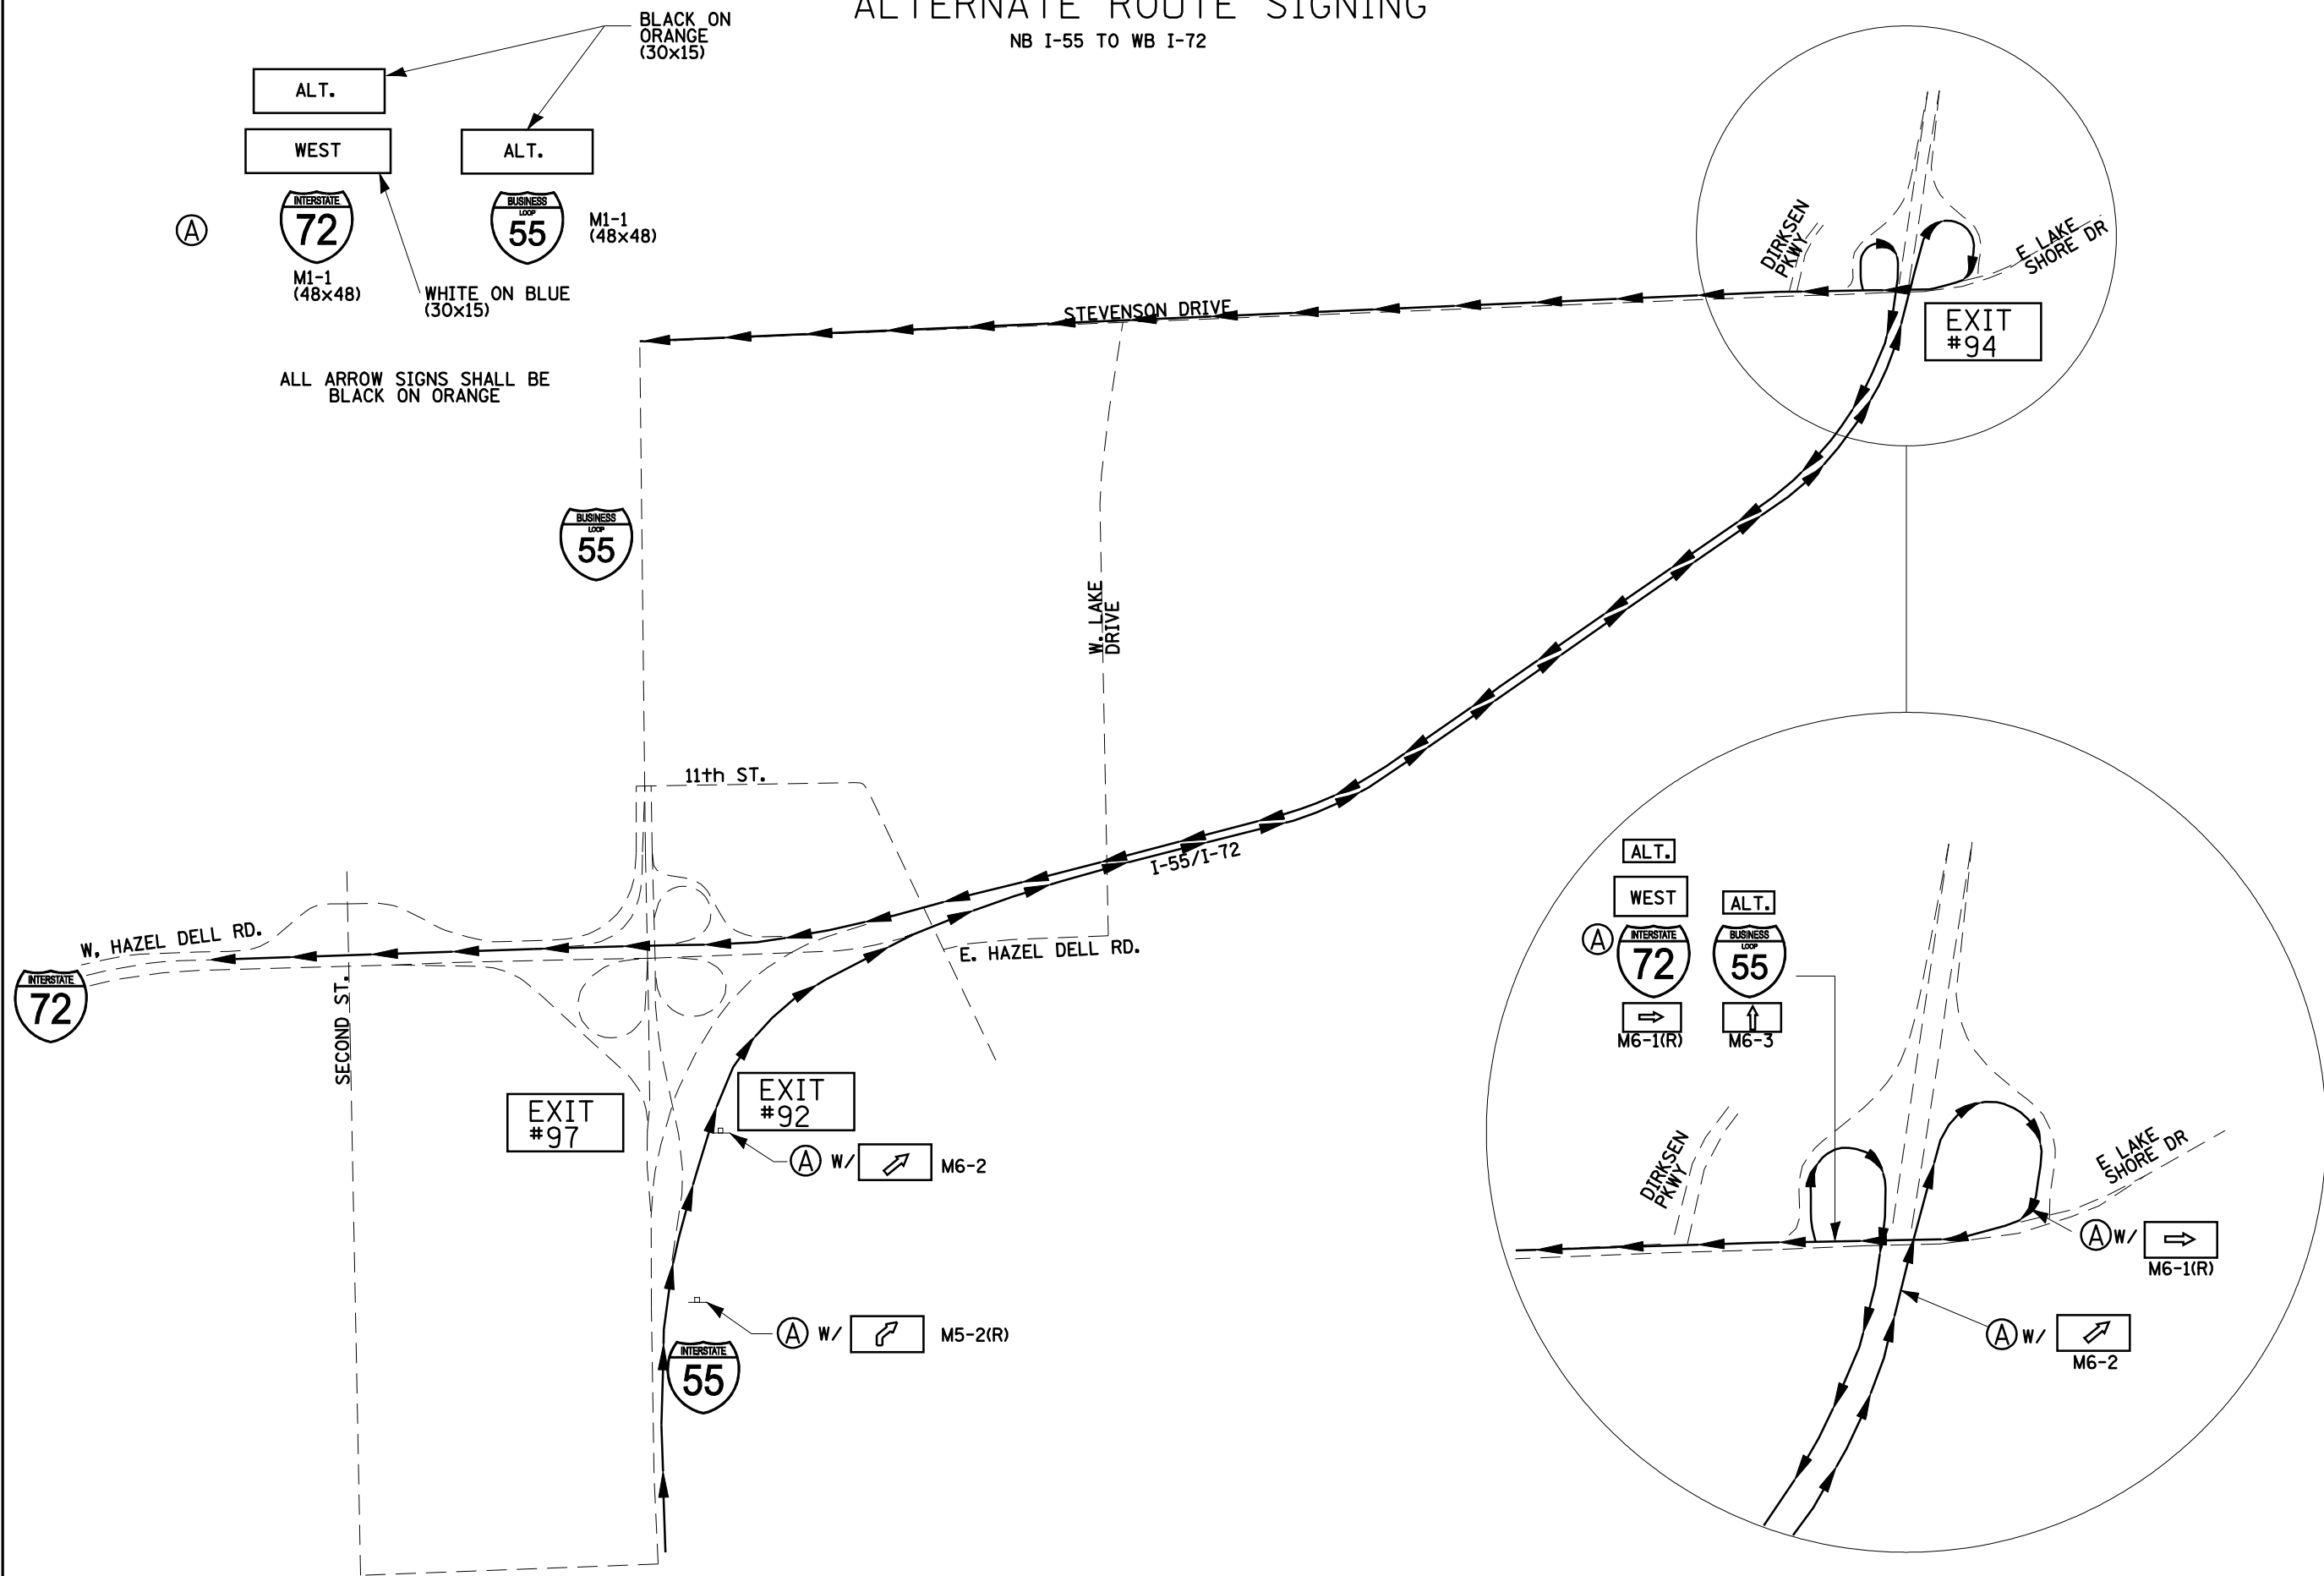 ALTERNATE ROUTE SIGNING
NB I-55 TO WB I-72
BLACK ON
ORANGE
(30x15)
ALT.
WEST
ALT.
A
INTERSTATE
72
M1-1
(48x48)
BUSINESS
LOOP
55
M1-1
(48x48)
WHITE ON BLUE
(30x15)
ALL ARROW SIGNS SHALL BE
BLACK ON ORANGE
STEVENSON DRIVE
DIRKSEN
PKWY
E LAKE
SHORE DR
EXIT
#94
BUSINESS
LOOP
55
W. LAKE
DRIVE
11th ST.
I-55/I-72
W. HAZEL DELL RD.
E. HAZEL DELL RD.
INTERSTATE
72
SECOND ST.
EXIT
#97
EXIT
#92
A W/
M6-2
A W/
M5-2(R)
INTERSTATE
55
ALT.
WEST
ALT.
A
INTERSTATE
72
BUSINESS
LOOP
55
M6-1(R)
M6-3
DIRKSEN
PKWY
E LAKE
SHORE DR
A W/
M6-1(R)
A W/
M6-2